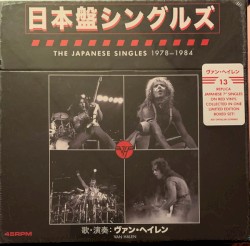 日本盤シングルズ
THE JAPANESE SINGLES 1978–1984
ヴァン・ヘイレン
13
REPLICA
JAPANESE 7" SINGLES
ON RED VINYL
COLLECTED IN ONE
LIMITED EDITION
BOXED SET!
歌・演奏：ヴァン・ヘイレン
VAN HALEN
45RPM